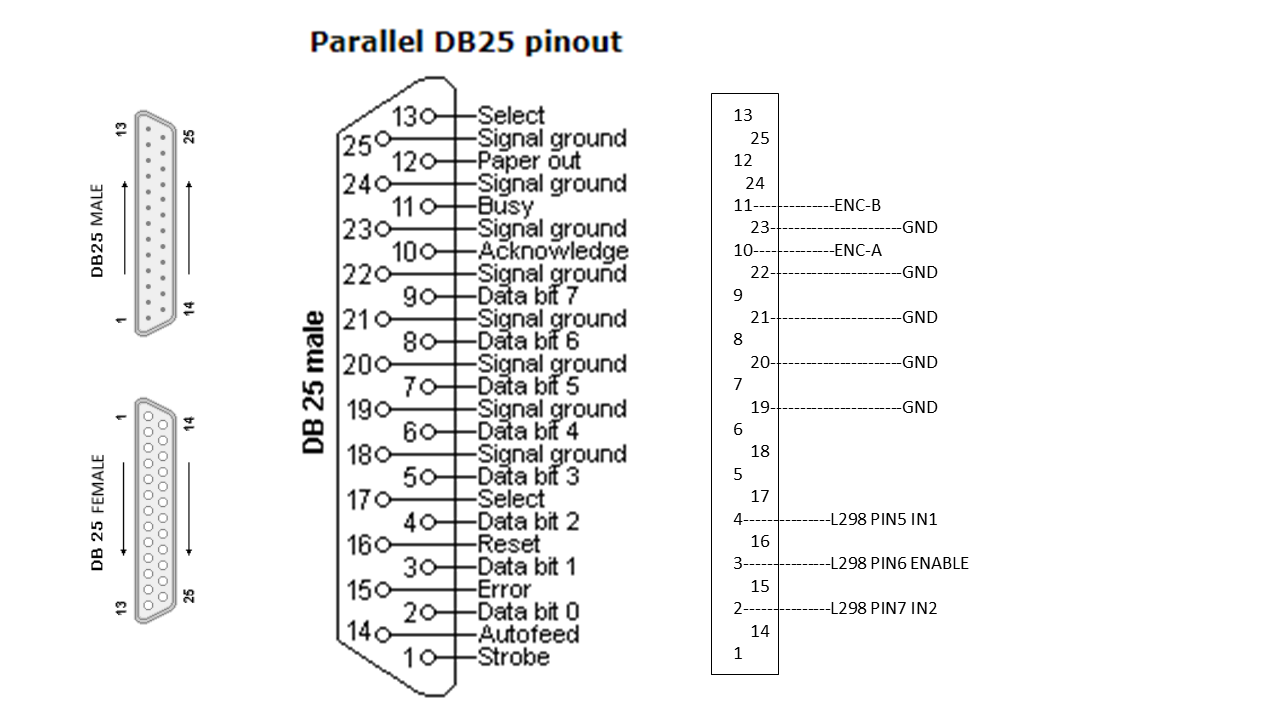 Parallel DB25 pinout
13
25
DB25 MALE
1
14
1
14
DB 25 FEMALE
13
25
DB 25 male
13 Select
25 Signal ground
12 Paper out
24 Signal ground
11 Busy
23 Signal ground
10 Acknowledge
22 Signal ground
9 Data bit 7
21 Signal ground
8 Data bit 6
20 Signal ground
7 Data bit 5
19 Signal ground
6 Data bit 4
18 Signal ground
5 Data bit 3
17 Select
4 Data bit 2
16 Reset
3 Data bit 1
15 Error
2 Data bit 0
14 Autofeed
1 Strobe
13
25
12
24
11--------------ENC-B
23-----------------------GND
10--------------ENC-A
22-----------------------GND
9
21-----------------------GND
8
20-----------------------GND
7
19-----------------------GND
6
18
5
17
4---------------L298 PIN5 IN1
16
3---------------L298 PIN6 ENABLE
15
2---------------L298 PIN7 IN2
14
1